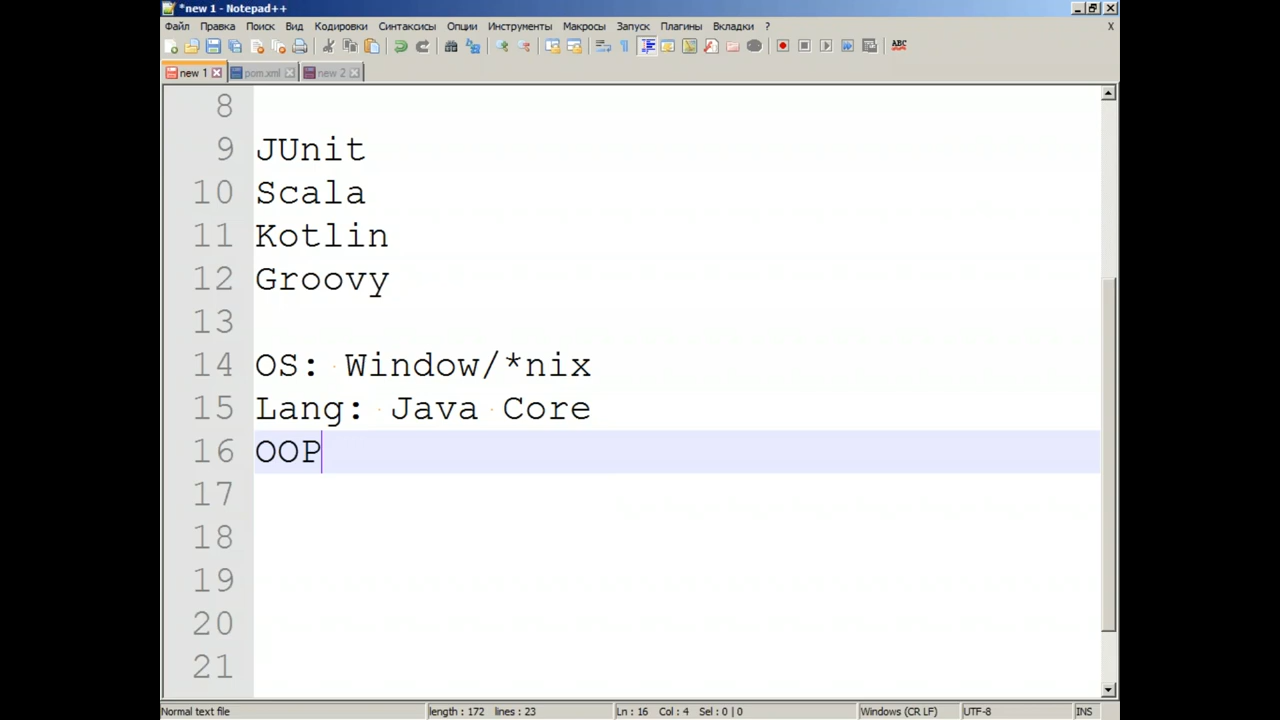 *new 1 - Notepad++
Файл Правка Поиск Вид Кодировки Синтаксисы Опции Инструменты Макросы Запуск Плагины Вкладки ? X
ABC
new 1 pom.xml new 2
8
9 JUnit
10 Scala
11 Kotlin
12 Groovy
13
14 OS: Window/*nix
15 Lang: Java Core
16 OOP
17
18
19
20
21
Normal text file length : 172 lines : 23 Ln : 16 Col : 4 Sel : 0 | 0 Windows (CR LF) UTF-8 INS